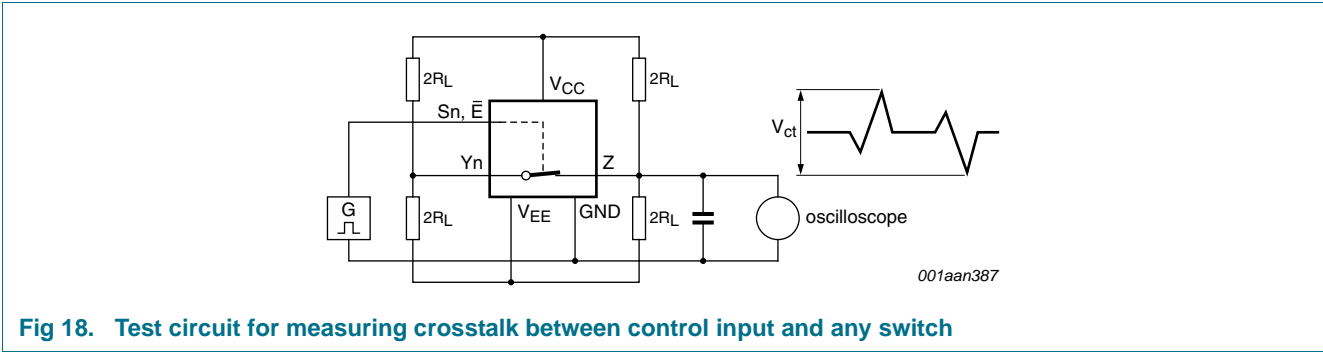 2RL
VCC
2RL
Sn, E̅
Vct
Yn
Z
G
2RL
VEE
GND
2RL
oscilloscope
001aan387
Fig 18. Test circuit for measuring crosstalk between control input and any switch